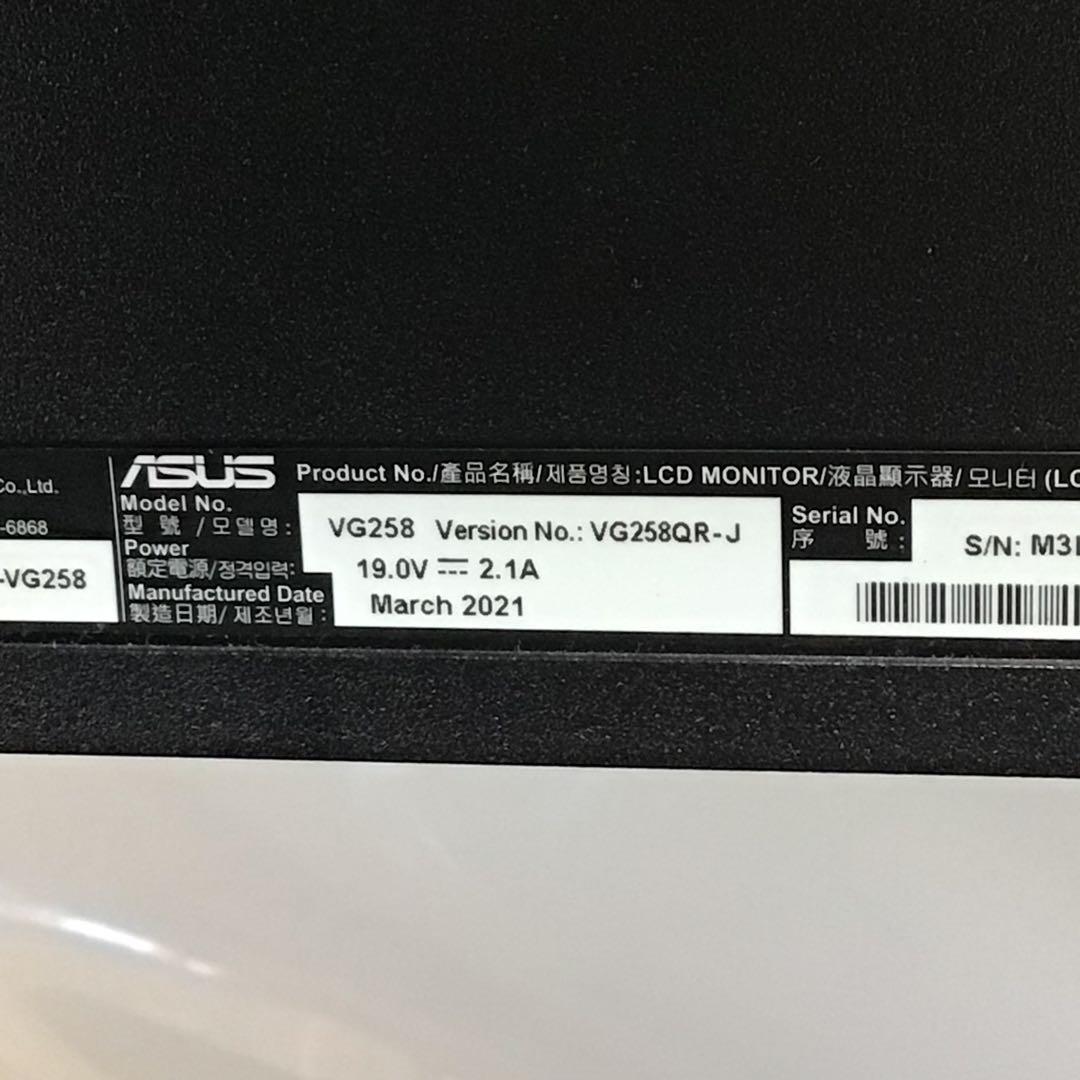 Co.,Ltd.
-6868
-VG258
ASUS Product No./產品名稱/제품명칭:LCD MONITOR/液晶顯示器/모니터 (LC
Model No.
型 號 / 모델명 : VG258 Version No.: VG258QR-J
Power
額定電源/정격입력: 19.0V ⎓ 2.1A
Manufactured Date
製造日期/ 제조년월 : March 2021
Serial No.
序 號 : S/N: M3